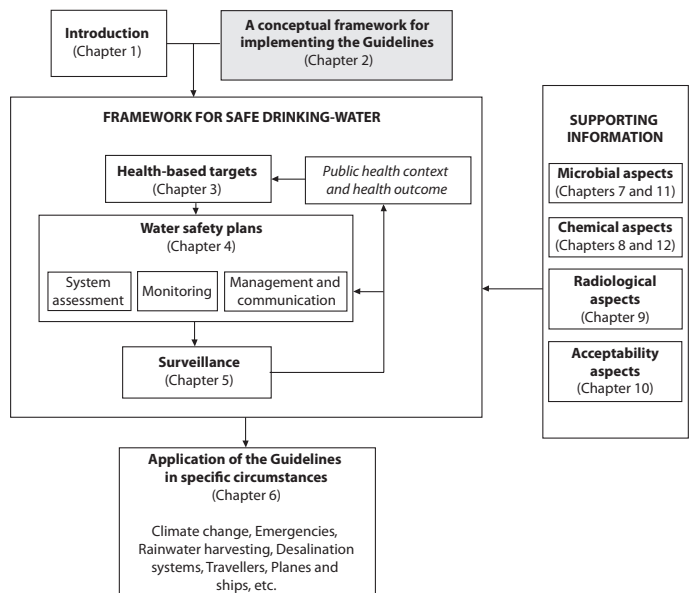 Introduction
(Chapter 1)
A conceptual framework for
implementing the Guidelines
(Chapter 2)
FRAMEWORK FOR SAFE DRINKING-WATER
Health-based targets
(Chapter 3)
Public health context
and health outcome
Water safety plans
(Chapter 4)
System
assessment
Monitoring
Management and
communication
Surveillance
(Chapter 5)
SUPPORTING
INFORMATION
Microbial aspects
(Chapters 7 and 11)
Chemical aspects
(Chapters 8 and 12)
Radiological
aspects
(Chapter 9)
Acceptability
aspects
(Chapter 10)
Application of the Guidelines
in specific circumstances
(Chapter 6)
Climate change, Emergencies,
Rainwater harvesting, Desalination
systems, Travellers, Planes and
ships, etc.